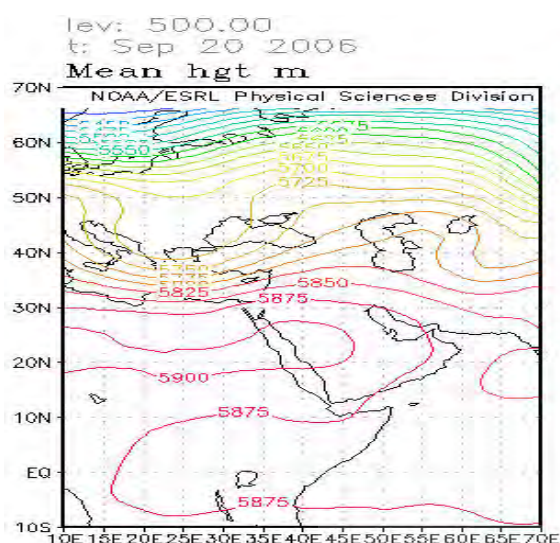 lev: 500.00
t: Sep 20 2006
Mean hgt m
NOAA/ESRL Physical Sciences Division
70N
60N
50N
40N
30N
20N
10N
EQ
10S
5550
5675
5700
5725
5825
5850
5875
5900
5875
5875
10E 15E 20E 25E 30E 35E 40E 45E 50E 55E 60E 65E 70E